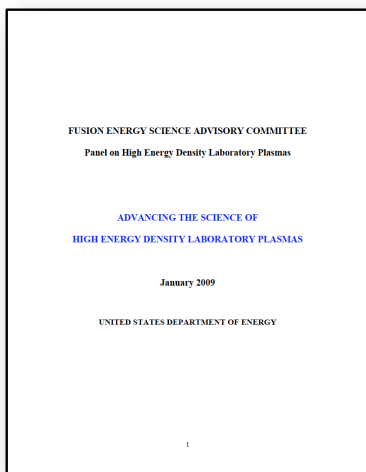 FUSION ENERGY SCIENCE ADVISORY COMMITTEE
Panel on High Energy Density Laboratory Plasmas
ADVANCING THE SCIENCE OF
HIGH ENERGY DENSITY LABORATORY PLASMAS
January 2009
UNITED STATES DEPARTMENT OF ENERGY
1